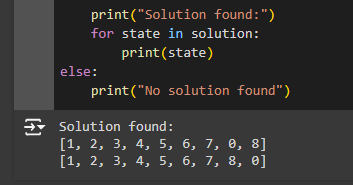 print("Solution found:")
for state in solution:
print(state)
else:
print("No solution found")
Solution found:
[1, 2, 3, 4, 5, 6, 7, 0, 8]
[1, 2, 3, 4, 5, 6, 7, 8, 0]